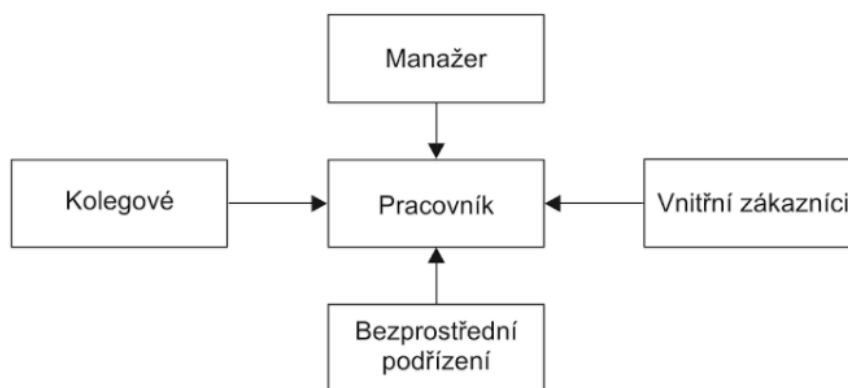 Manažer
Kolegové
Pracovník
Vnitřní zákazníci
Bezprostřední
podřízení